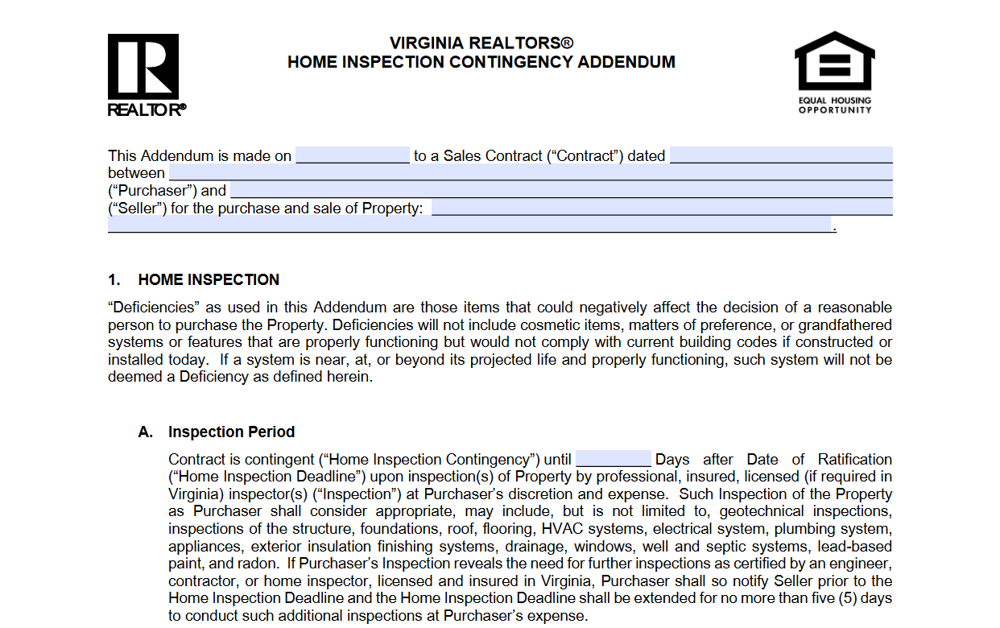 VIRGINIA REALTORS®
HOME INSPECTION CONTINGENCY ADDENDUM
REALTOR®
EQUAL HOUSING
OPPORTUNITY
This Addendum is made on ____________ to a Sales Contract (“Contract”) dated ____________
between ____________
(“Purchaser”) and ____________
(“Seller”) for the purchase and sale of Property: ____________
____________.
1. HOME INSPECTION
“Deficiencies” as used in this Addendum are those items that could negatively affect the decision of a reasonable
person to purchase the Property. Deficiencies will not include cosmetic items, matters of preference, or grandfathered
systems or features that are properly functioning but would not comply with current building codes if constructed or
installed today. If a system is near, at, or beyond its projected life and properly functioning, such system will not be
deemed a Deficiency as defined herein.
A. Inspection Period
Contract is contingent (“Home Inspection Contingency”) until ________ Days after Date of Ratification
(“Home Inspection Deadline”) upon inspection(s) of Property by professional, insured, licensed (if required in
Virginia) inspector(s) (“Inspection”) at Purchaser’s discretion and expense. Such Inspection of the Property
as Purchaser shall consider appropriate, may include, but is not limited to, geotechnical inspections,
inspections of the structure, foundations, roof, flooring, HVAC systems, electrical system, plumbing system,
appliances, exterior insulation finishing systems, drainage, windows, well and septic systems, lead-based
paint, and radon. If Purchaser’s Inspection reveals the need for further inspections as certified by an engineer,
contractor, or home inspector, licensed and insured in Virginia, Purchaser shall so notify Seller prior to the
Home Inspection Deadline and the Home Inspection Deadline shall be extended for no more than five (5) days
to conduct such additional inspections at Purchaser’s expense.